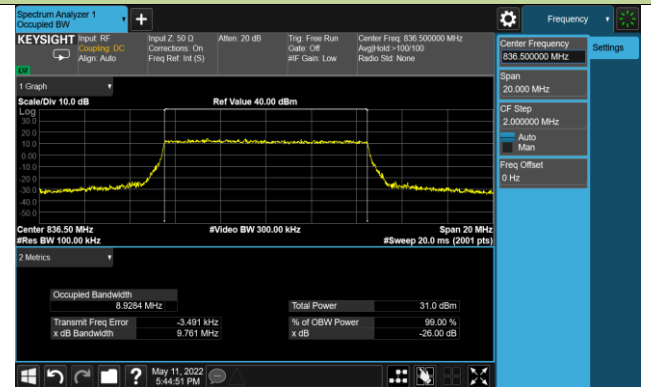 Spectrum Analyzer 1
Occupied BW
+
Frequency
KEYSIGHT
Input: RF
Coupling: DC
Align: Auto
Input Z: 50 Ω
Corrections: On
Freq Ref: Int (S)
Atten: 20 dB
Trig: Free Run
Gate: Off
#IF Gain: Low
Center Freq: 836.500000 MHz
Avg|Hold:>100/100
Radio Std: None
Center Frequency
836.500000 MHz
Settings
Span
20.000 MHz
CF Step
2.000000 MHz
Auto
Man
Freq Offset
0 Hz
1 Graph
Scale/Div 10.0 dB
Ref Value 40.00 dBm
Log
30.0
20.0
10.0
0.00
-10.0
-20.0
-30.0
-40.0
-50.0
Center 836.50 MHz
#Video BW 300.00 kHz
Span 20 MHz
#Res BW 100.00 kHz
#Sweep 20.0 ms (2001 pts)
2 Metrics
Occupied Bandwidth
8.9284 MHz
Total Power 31.0 dBm
Transmit Freq Error -3.491 kHz
% of OBW Power 99.00 %
x dB Bandwidth 9.761 MHz
x dB -26.00 dB
?
May 11, 2022
5:44:51 PM